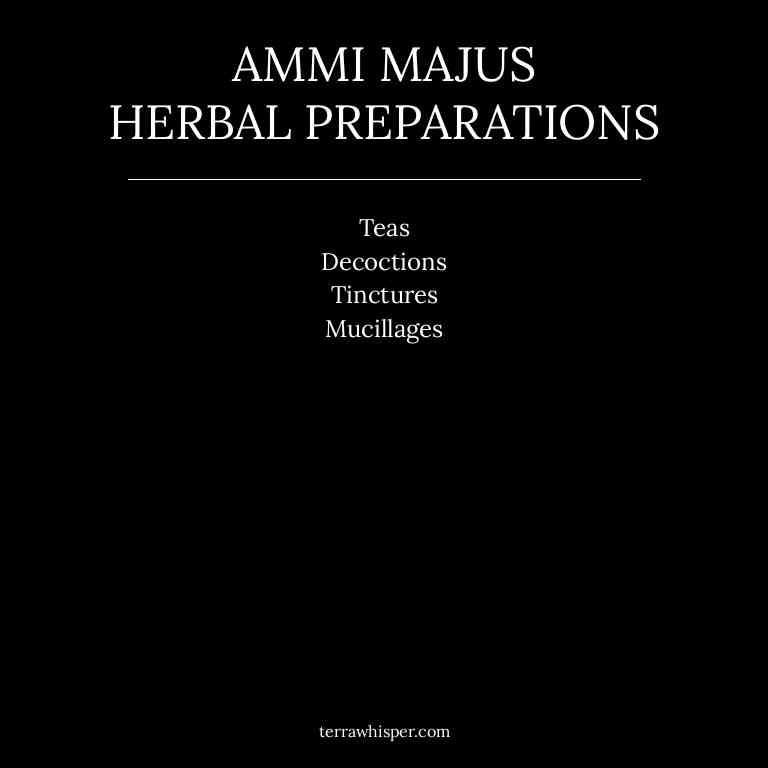 AMMI MAJUS
HERBAL PREPARATIONS
Teas
Decoctions
Tinctures
Mucillages
terrawhisper.com